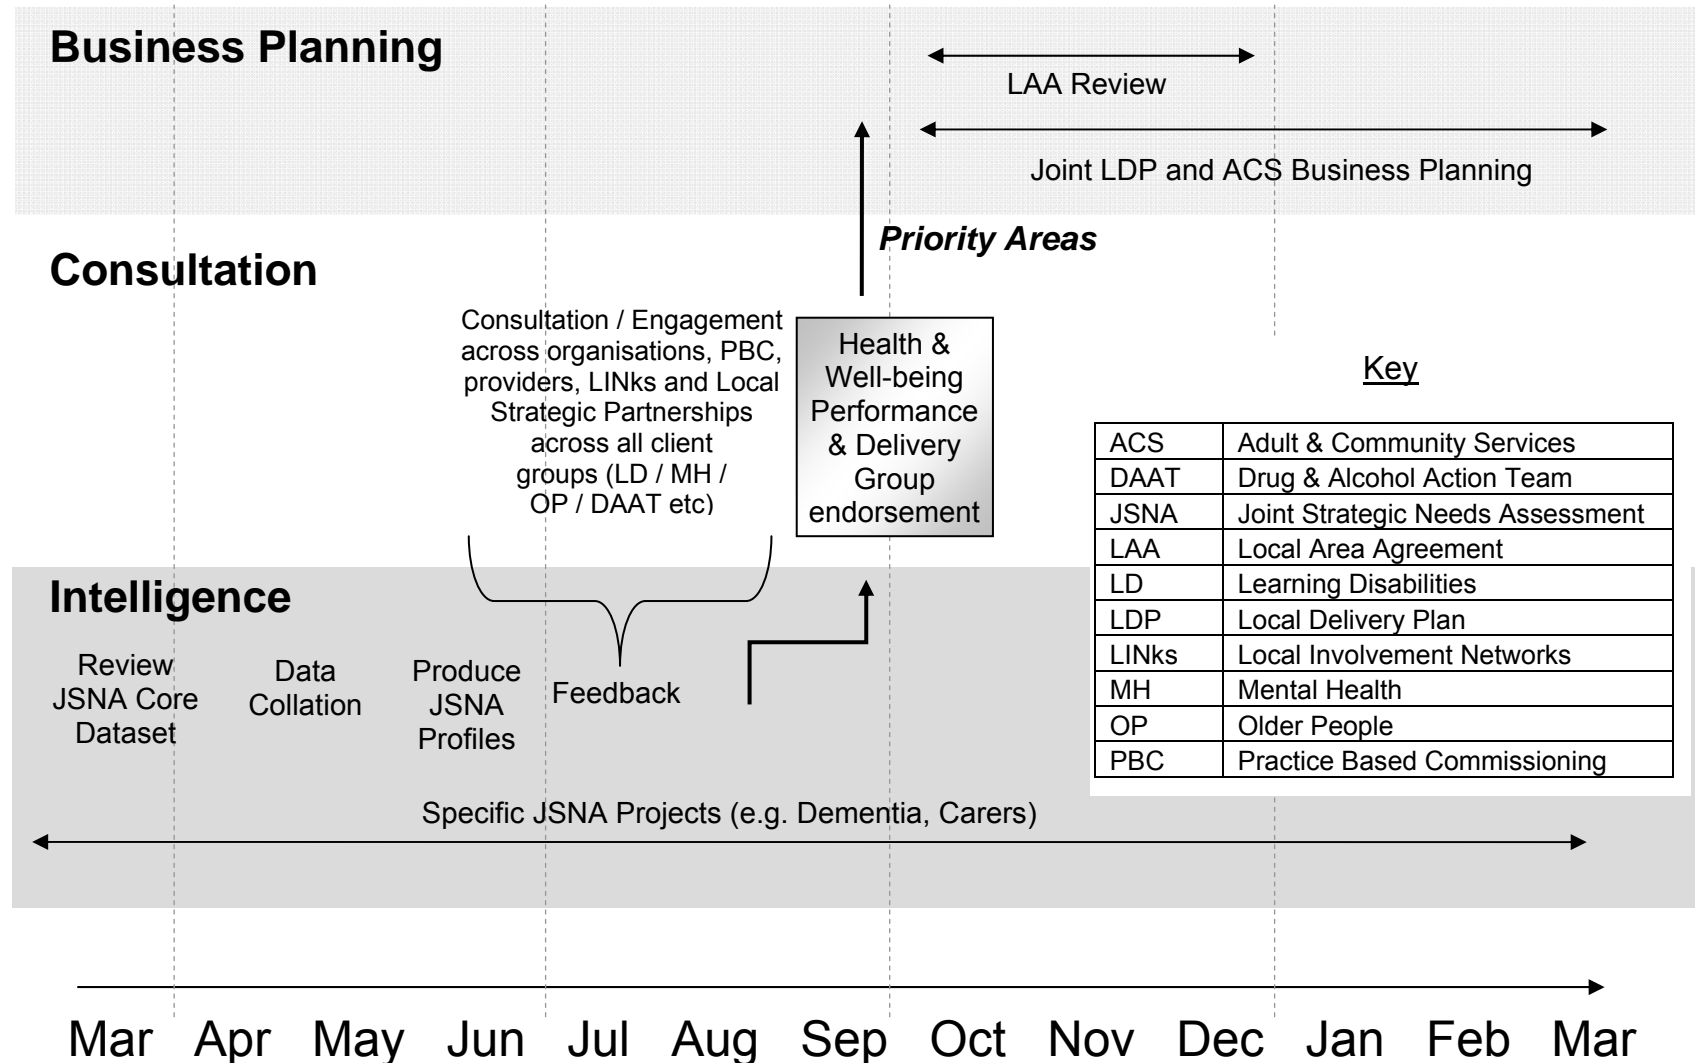 Business Planning
LAA Review
Joint LDP and ACS Business Planning
Priority Areas
Consultation
Consultation / Engagement
across organisations, PBC,
providers, LINks and Local
Strategic Partnerships
across all client
groups (LD / MH /
OP / DAAT etc)
Health &
Well-being
Performance
& Delivery
Group
endorsement
Key
ACS Adult & Community Services
DAAT Drug & Alcohol Action Team
JSNA Joint Strategic Needs Assessment
LAA Local Area Agreement
LD Learning Disabilities
LDP Local Delivery Plan
LINks Local Involvement Networks
MH Mental Health
OP Older People
PBC Practice Based Commissioning
Intelligence
Review
JSNA Core
Dataset
Data
Collation
Produce
JSNA
Profiles
Feedback
Specific JSNA Projects (e.g. Dementia, Carers)
Mar Apr May Jun Jul Aug Sep Oct Nov Dec Jan Feb Mar